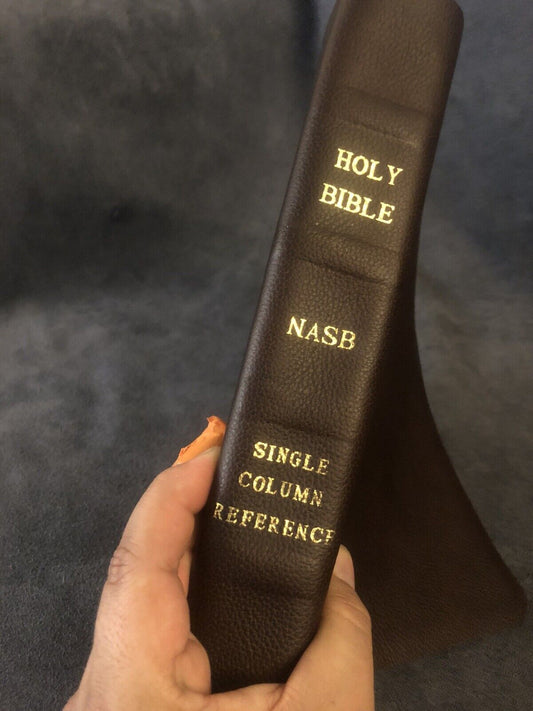 HOLY
BIBLE
NASB
SINGLE
COLUMN
REFERENCE